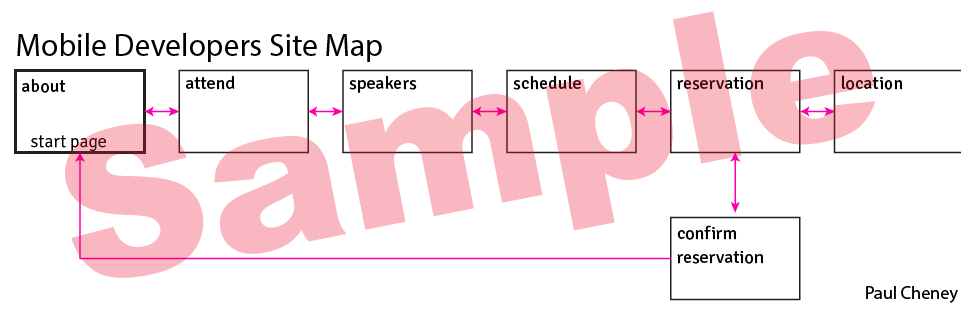 Mobile Developers Site Map
about
attend
speakers
schedule
reservation
location
start page
Sample
confirm
reservation
Paul Cheney